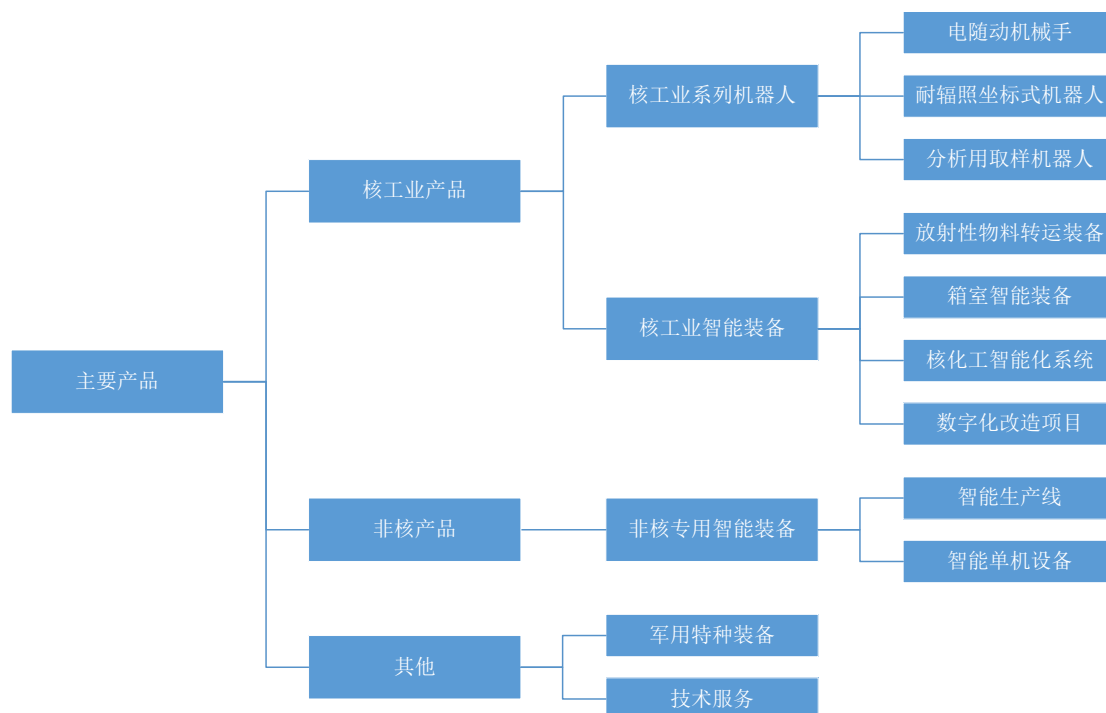 主要产品
核工业产品
核工业系列机器人
电随动机械手
耐辐照坐标式机器人
分析用取样机器人
核工业智能装备
放射性物料转运装备
箱室智能装备
核化工智能化系统
数字化改造项目
非核产品
非核专用智能装备
智能生产线
智能单机设备
其他
军用特种装备
技术服务